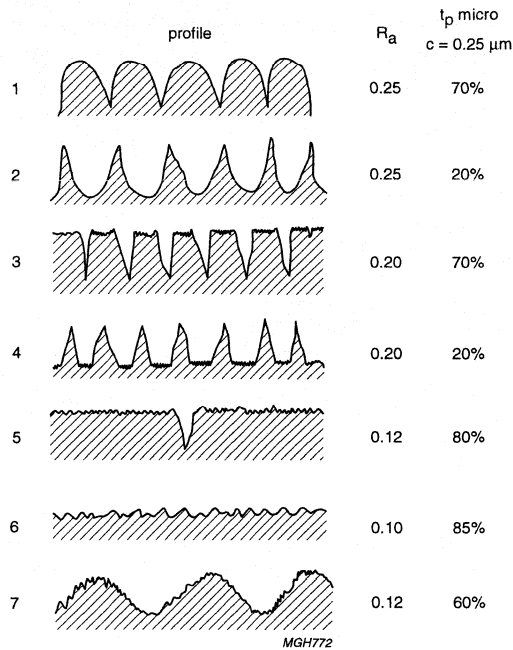 profile Ra tp micro
c = 0.25 μm
1 0.25 70%
2 0.25 20%
3 0.20 70%
4 0.20 20%
5 0.12 80%
6 0.10 85%
7 0.12 60%
MGH772